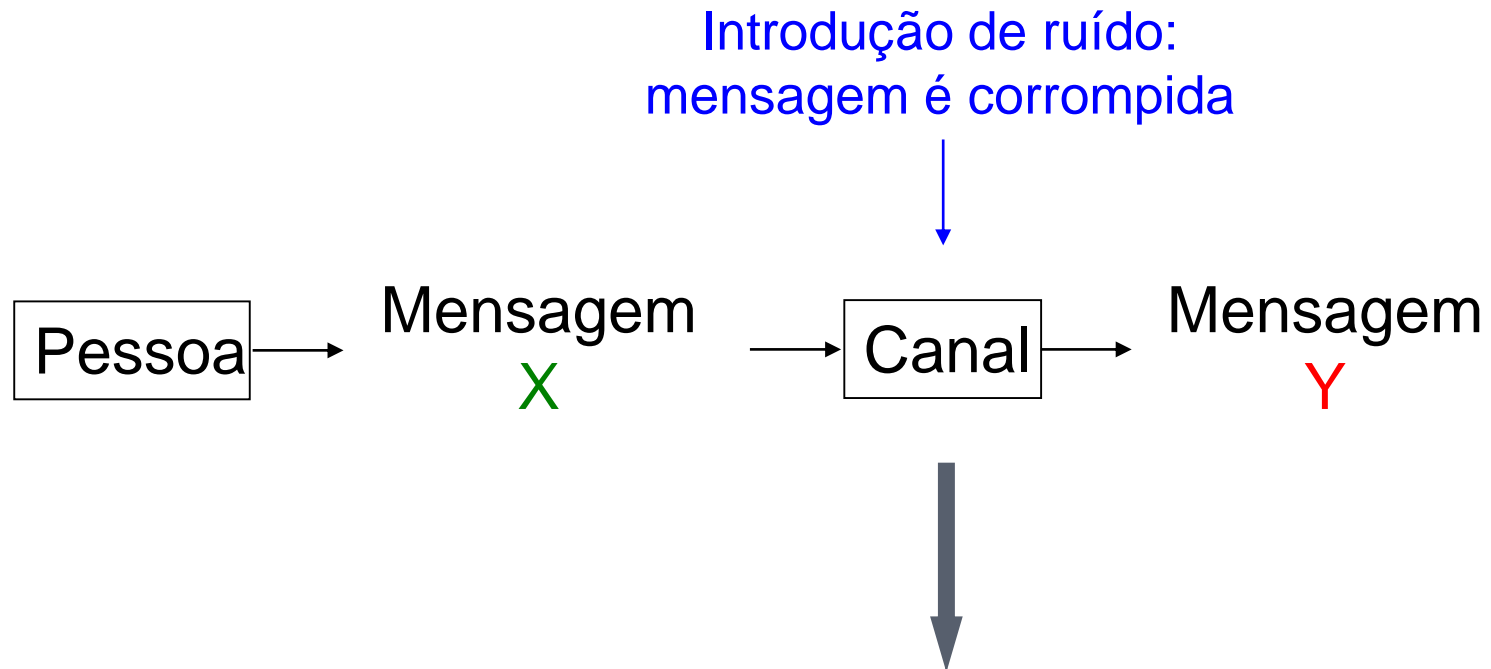 Introdução de ruído:
mensagem é corrompida
Pessoa
Mensagem
X
Canal
Mensagem
Y